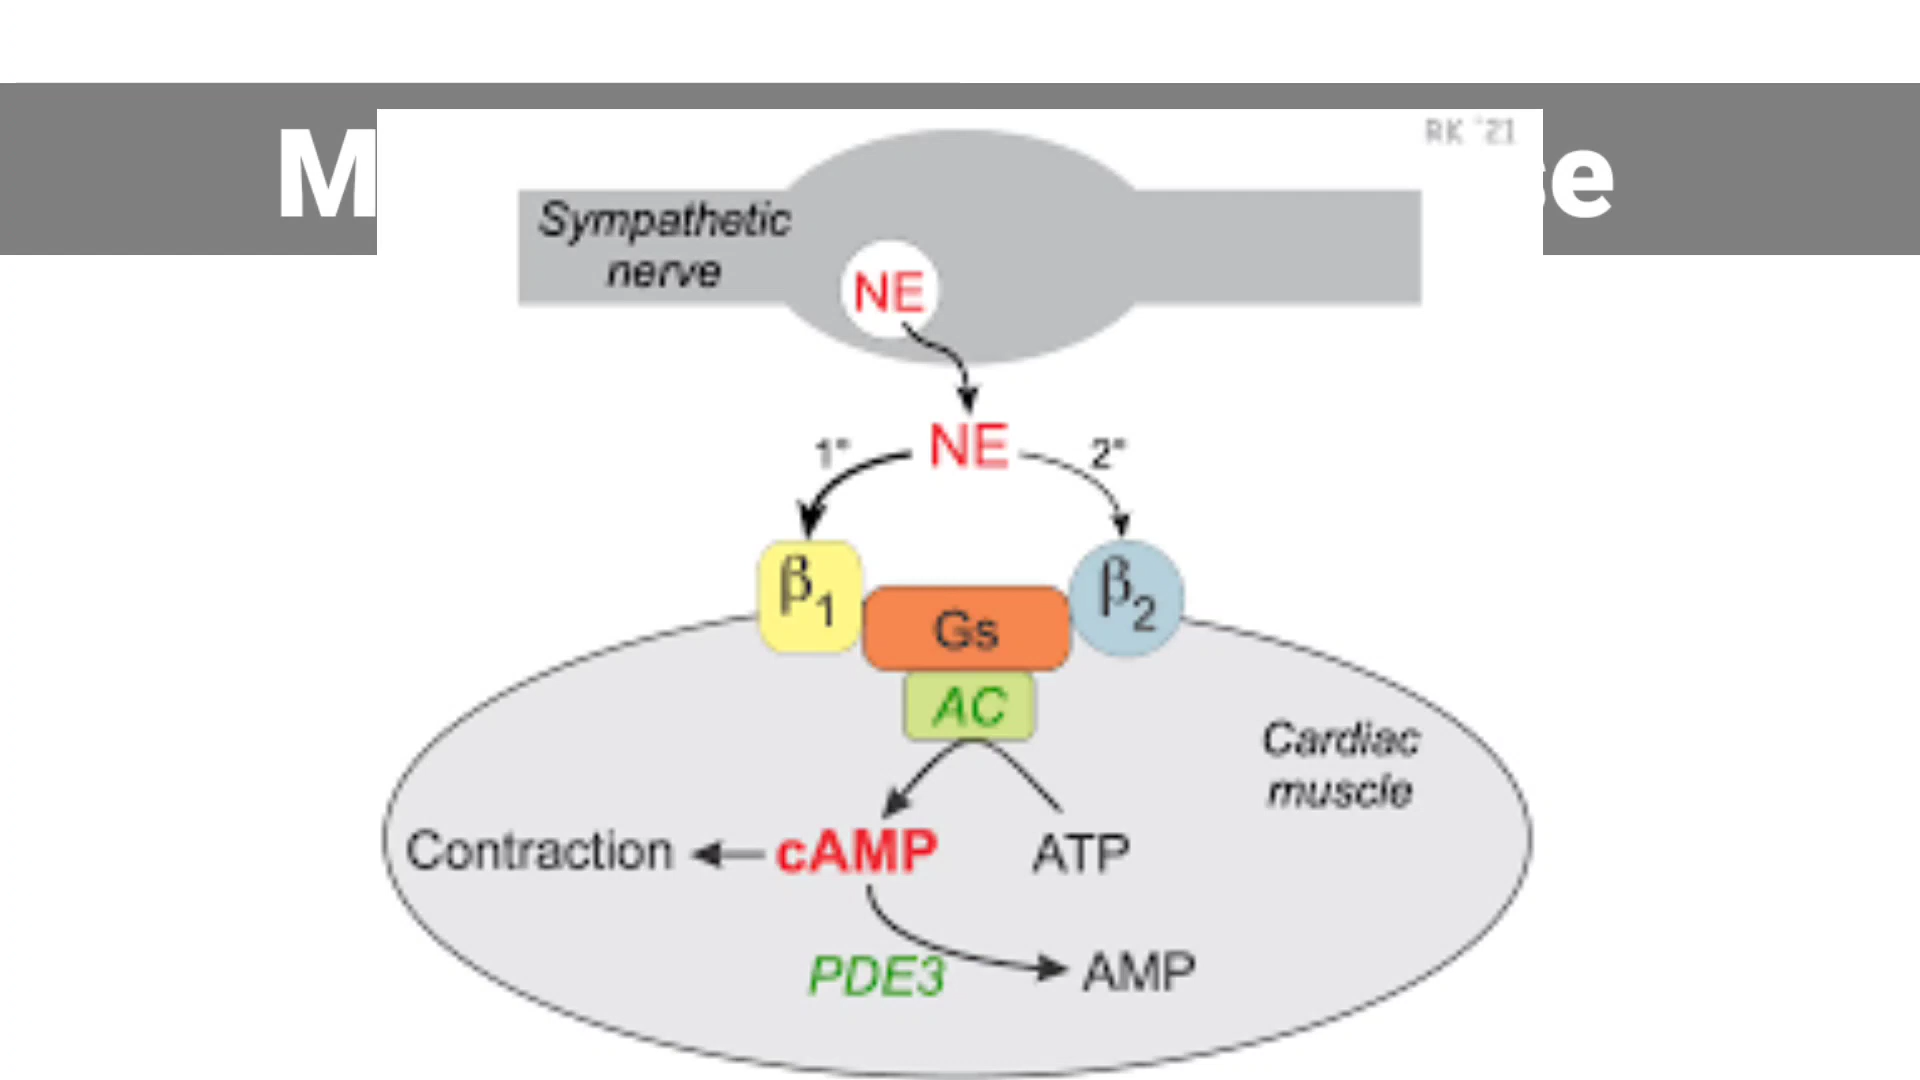 M
se
RK '21
Sympathetic
nerve
NE
NE
1°
2°
β1
β2
Gs
AC
Cardiac
muscle
Contraction
cAMP
ATP
PDE3
AMP